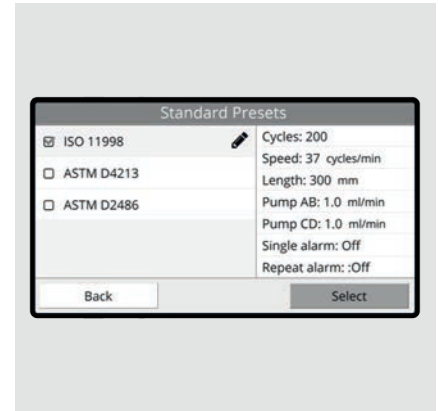 Standard Presets
ISO 11998
ASTM D4213
ASTM D2486
Cycles: 200
Speed: 37 cycles/min
Length: 300 mm
Pump AB: 1.0 ml/min
Pump CD: 1.0 ml/min
Single alarm: Off
Repeat alarm: :Off
Back
Select